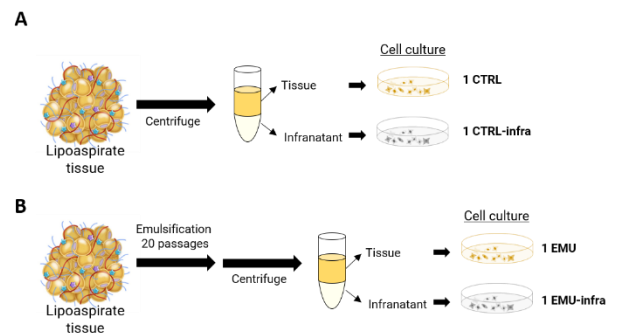 A
Cell culture
Tissue
1 CTRL
Centrifuge
Infranatant
1 CTRL-infra
Lipoaspirate
tissue
B
Emulsification
20 passages
Cell culture
Tissue
1 EMU
Centrifuge
Infranatant
1 EMU-infra
Lipoaspirate
tissue